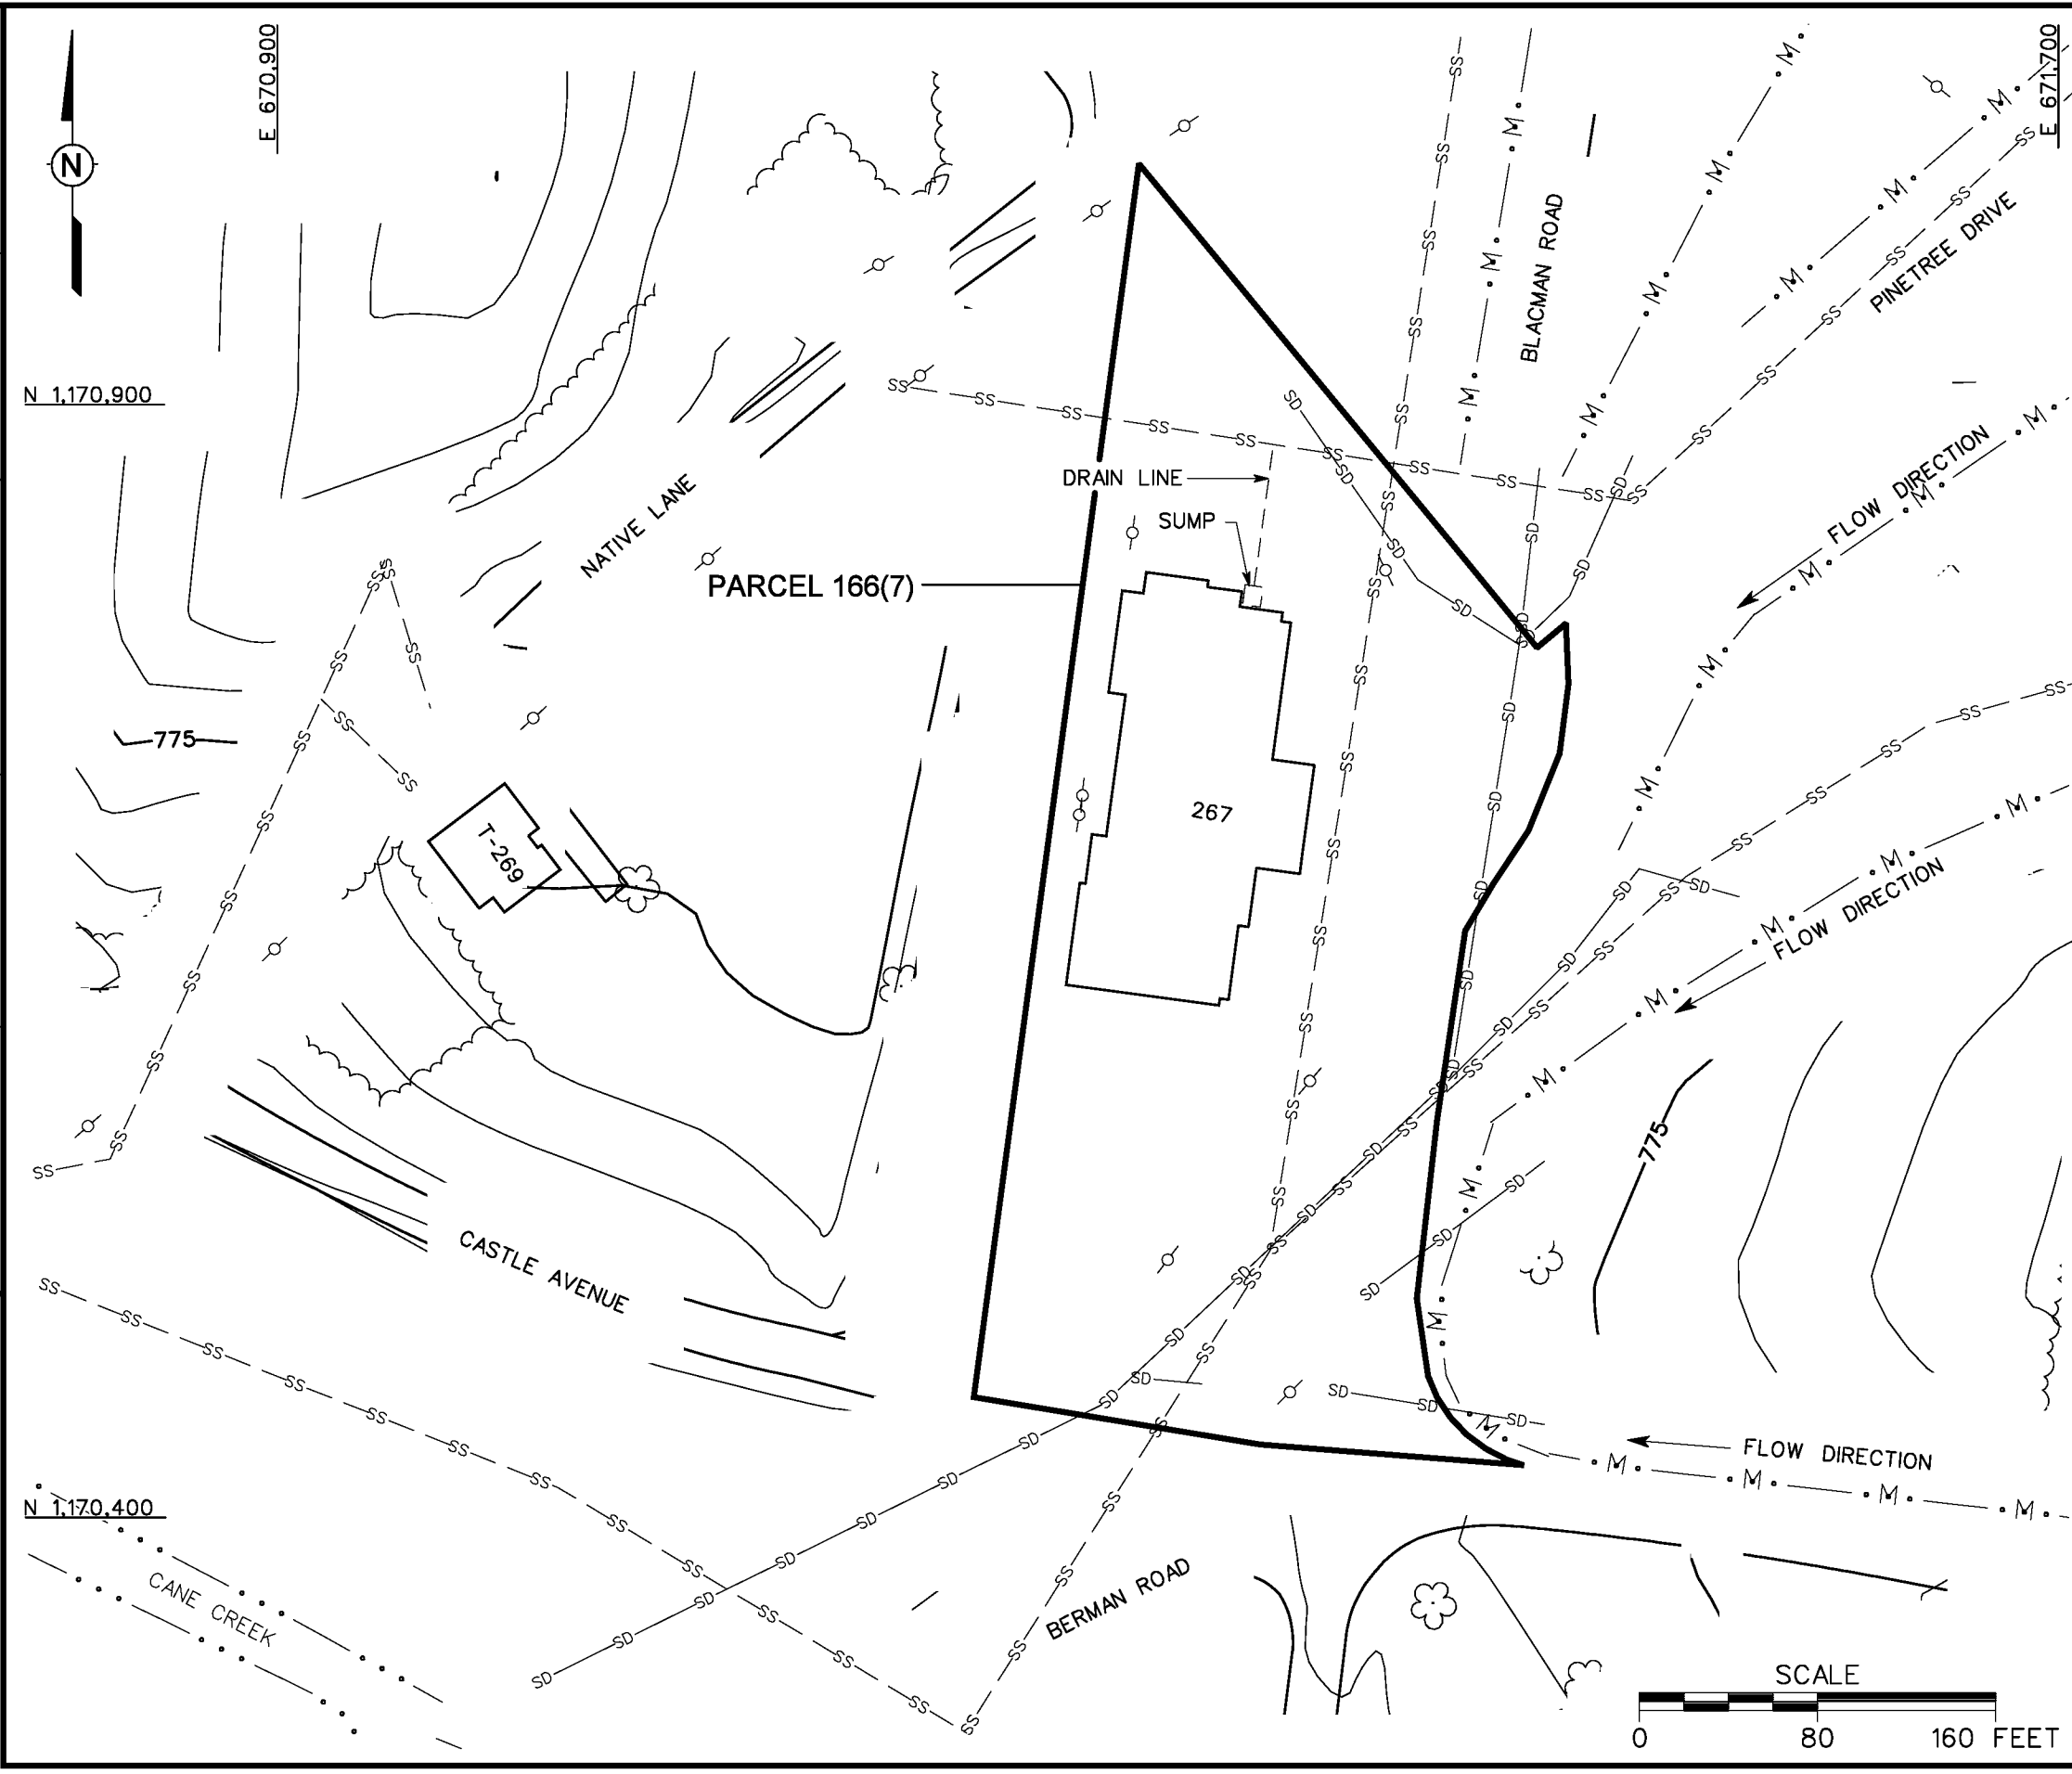 E 670,900
E 671,700
N
BLACMAN ROAD
PINETREE DRIVE
N 1,170,900
DRAIN LINE
FLOW DIRECTION
SUMP
NATIVE LANE
PARCEL 166(7)
775
267
T-269
FLOW DIRECTION
775
CASTLE AVENUE
FLOW DIRECTION
N 1,170,400
CANE CREEK
BERMAN ROAD
SCALE
0 80 160 FEET